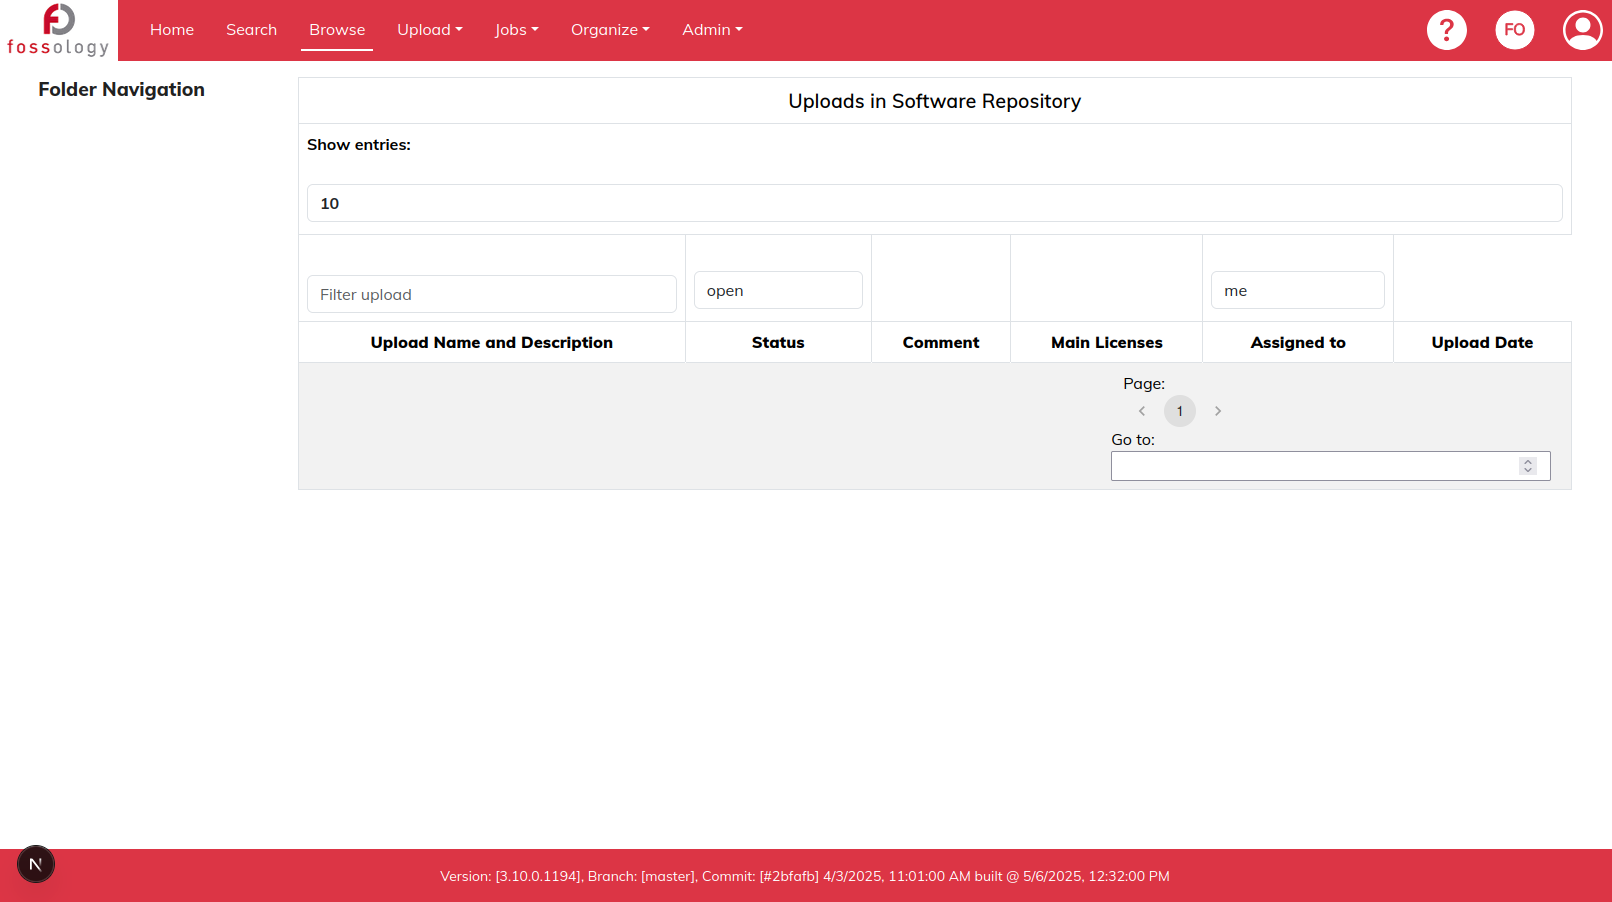 fossology
Home Search Browse Upload Jobs Organize Admin ? FO
Folder Navigation
Uploads in Software Repository
Show entries:
10
Filter upload open me
Upload Name and Description Status Comment Main Licenses Assigned to Upload Date
Page:
1
Go to:
N
Version: [3.10.0.1194], Branch: [master], Commit: [#2bfafb] 4/3/2025, 11:01:00 AM built @ 5/6/2025, 12:32:00 PM